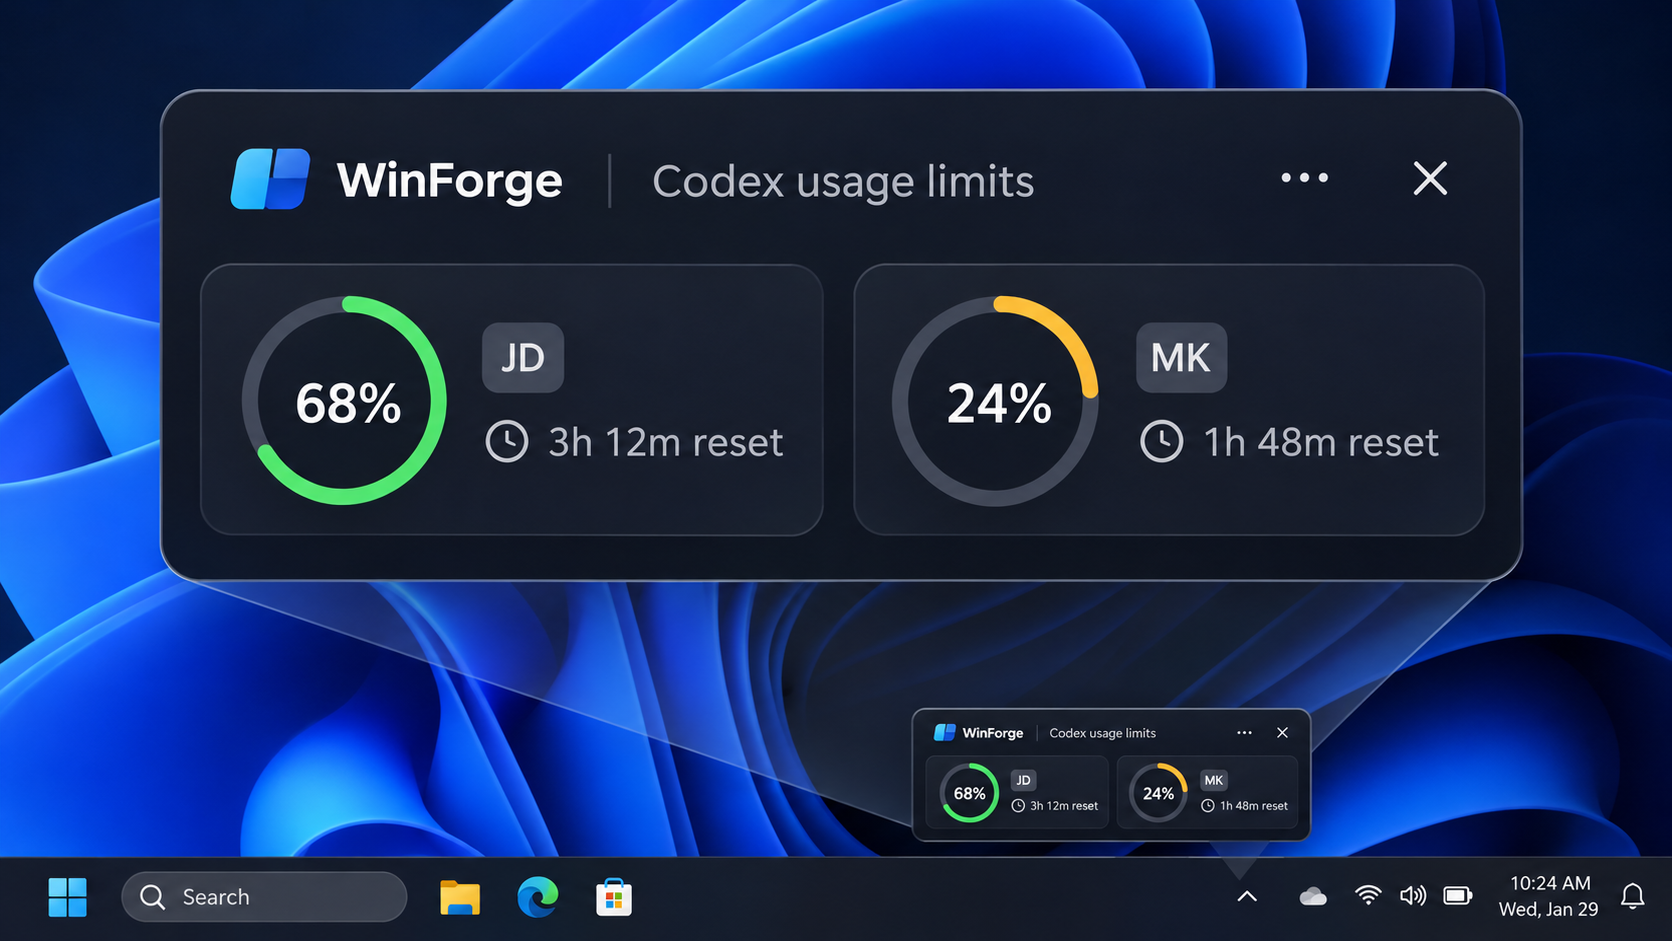 WinForge
Codex usage limits
68%
JD
3h 12m reset
24%
MK
1h 48m reset
WinForge
Codex usage limits
68%
JD
3h 12m reset
24%
MK
1h 48m reset
Search
10:24 AM
Wed, Jan 29